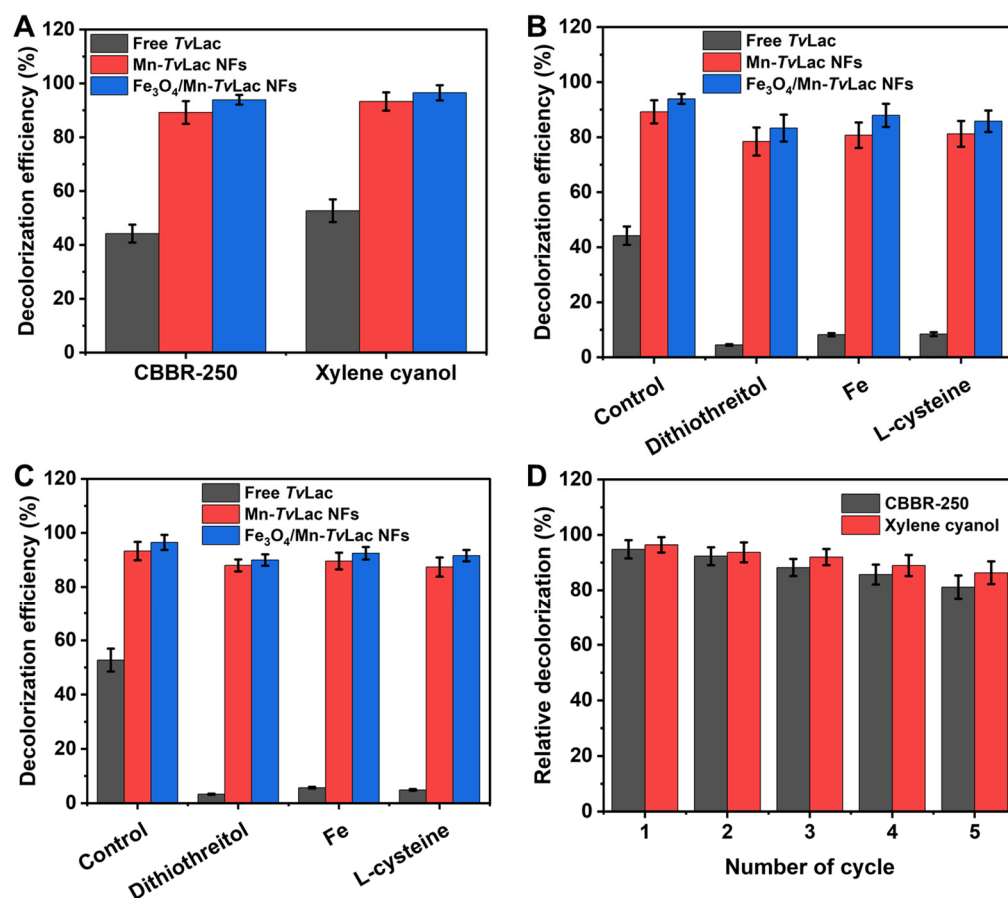 A
Decolorization efficiency (%)
120
100
80
60
40
20
0
Free TvLac
Mn-TvLac NFs
Fe₃O₄/Mn-TvLac NFs
CBBR-250
Xylene cyanol
B
Decolorization efficiency (%)
120
100
80
60
40
20
0
Free TvLac
Mn-TvLac NFs
Fe₃O₄/Mn-TvLac NFs
Control
Dithiothreitol
Fe
L-cysteine
C
Decolorization efficiency (%)
120
100
80
60
40
20
0
Free TvLac
Mn-TvLac NFs
Fe₃O₄/Mn-TvLac NFs
Control
Dithiothreitol
Fe
L-cysteine
D
Relative decolorization (%)
120
100
80
60
40
20
0
CBBR-250
Xylene cyanol
1 2 3 4 5
Number of cycle